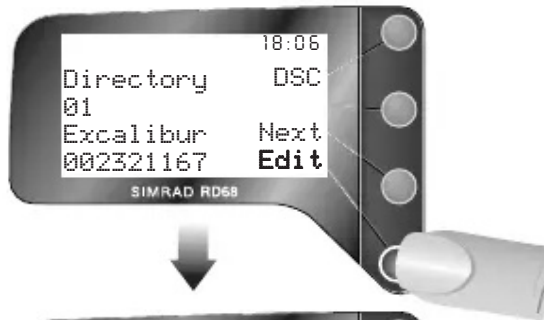 18:06
Directory DSC
01
Excalibur Next
002321167 Edit
SIMRAD RD68